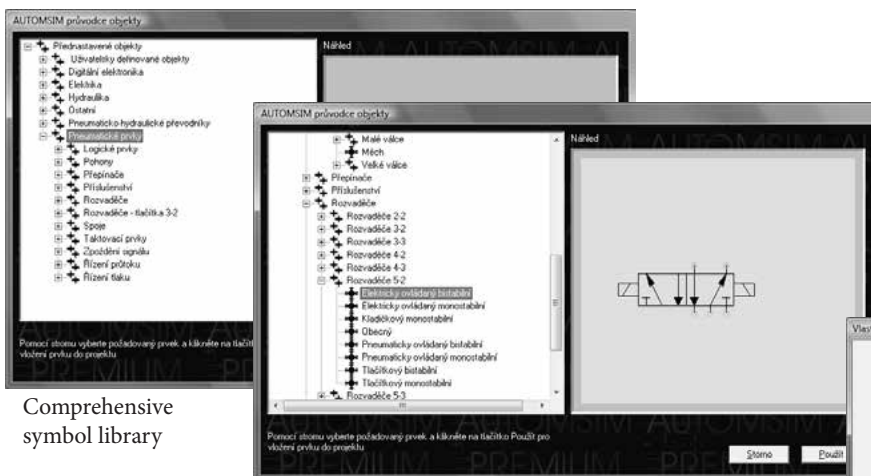 AUTOMSIM průvodce objekty
Přednastavené objekty
Uživatelsky definované objekty
Digitální elektronika
Elektrika
Hydraulika
Ostatní
Pneumaticko-hydraulické převodníky
Pneumatické prvky
Logické prvky
Pohony
Přepínače
Příslušenství
Rozvaděče
Rozvaděče - tlačítka 3-2
Spoje
Taktovací prvky
Zpoždění signálu
Řízení průtoku
Řízení tlaku
Náhled
Pomocí stromu vyberte požadovaný prvek a klikněte na tlačít
vložení prvku do projektu
Comprehensive
symbol library
AUTOMSIM průvodce objekty
Malé válce
Měch
Velké válce
Přepínače
Příslušenství
Rozvaděče
Rozvaděče 2-2
Rozvaděče 3-2
Rozvaděče 3-3
Rozvaděče 4-2
Rozvaděče 4-3
Rozvaděče 5-2
Elektricky ovládaný bistabilní
Elektricky ovládaný monostabilní
Kladičkový monostabilní
Obecný
Pneumaticky ovládaný bistabilní
Pneumaticky ovládaný monostabilní
Tlačítkový bistabilní
Tlačítkový monostabilní
Rozvaděče 5-3
Náhled
Pomocí stromu vyberte požadovaný prvek a klikněte na tlačítko Použít pro
vložení prvku do projektu
Storno
Použít
Vlast